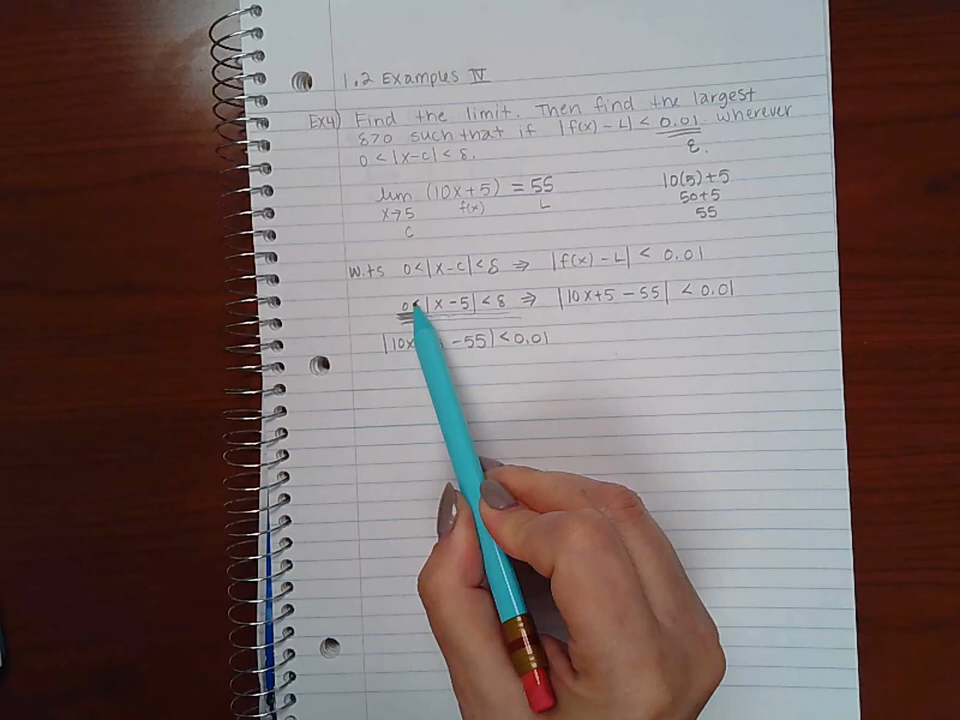 1.2 Examples IV
Ex4) Find the limit. Then find the largest
δ>0 such that if |f(x) - L| < 0.01. wherever
0 < |x-c| < δ.
ε.
lim (10x+5) = 55
x→5 f(x) L
c
10(5)+5
50+5
55
W.t.s 0<|x-c|<δ ⇒ |f(x) - L| < 0.01
0<|x-5|<δ ⇒ |10x+5 -55| < 0.01
|10x -55| < 0.01